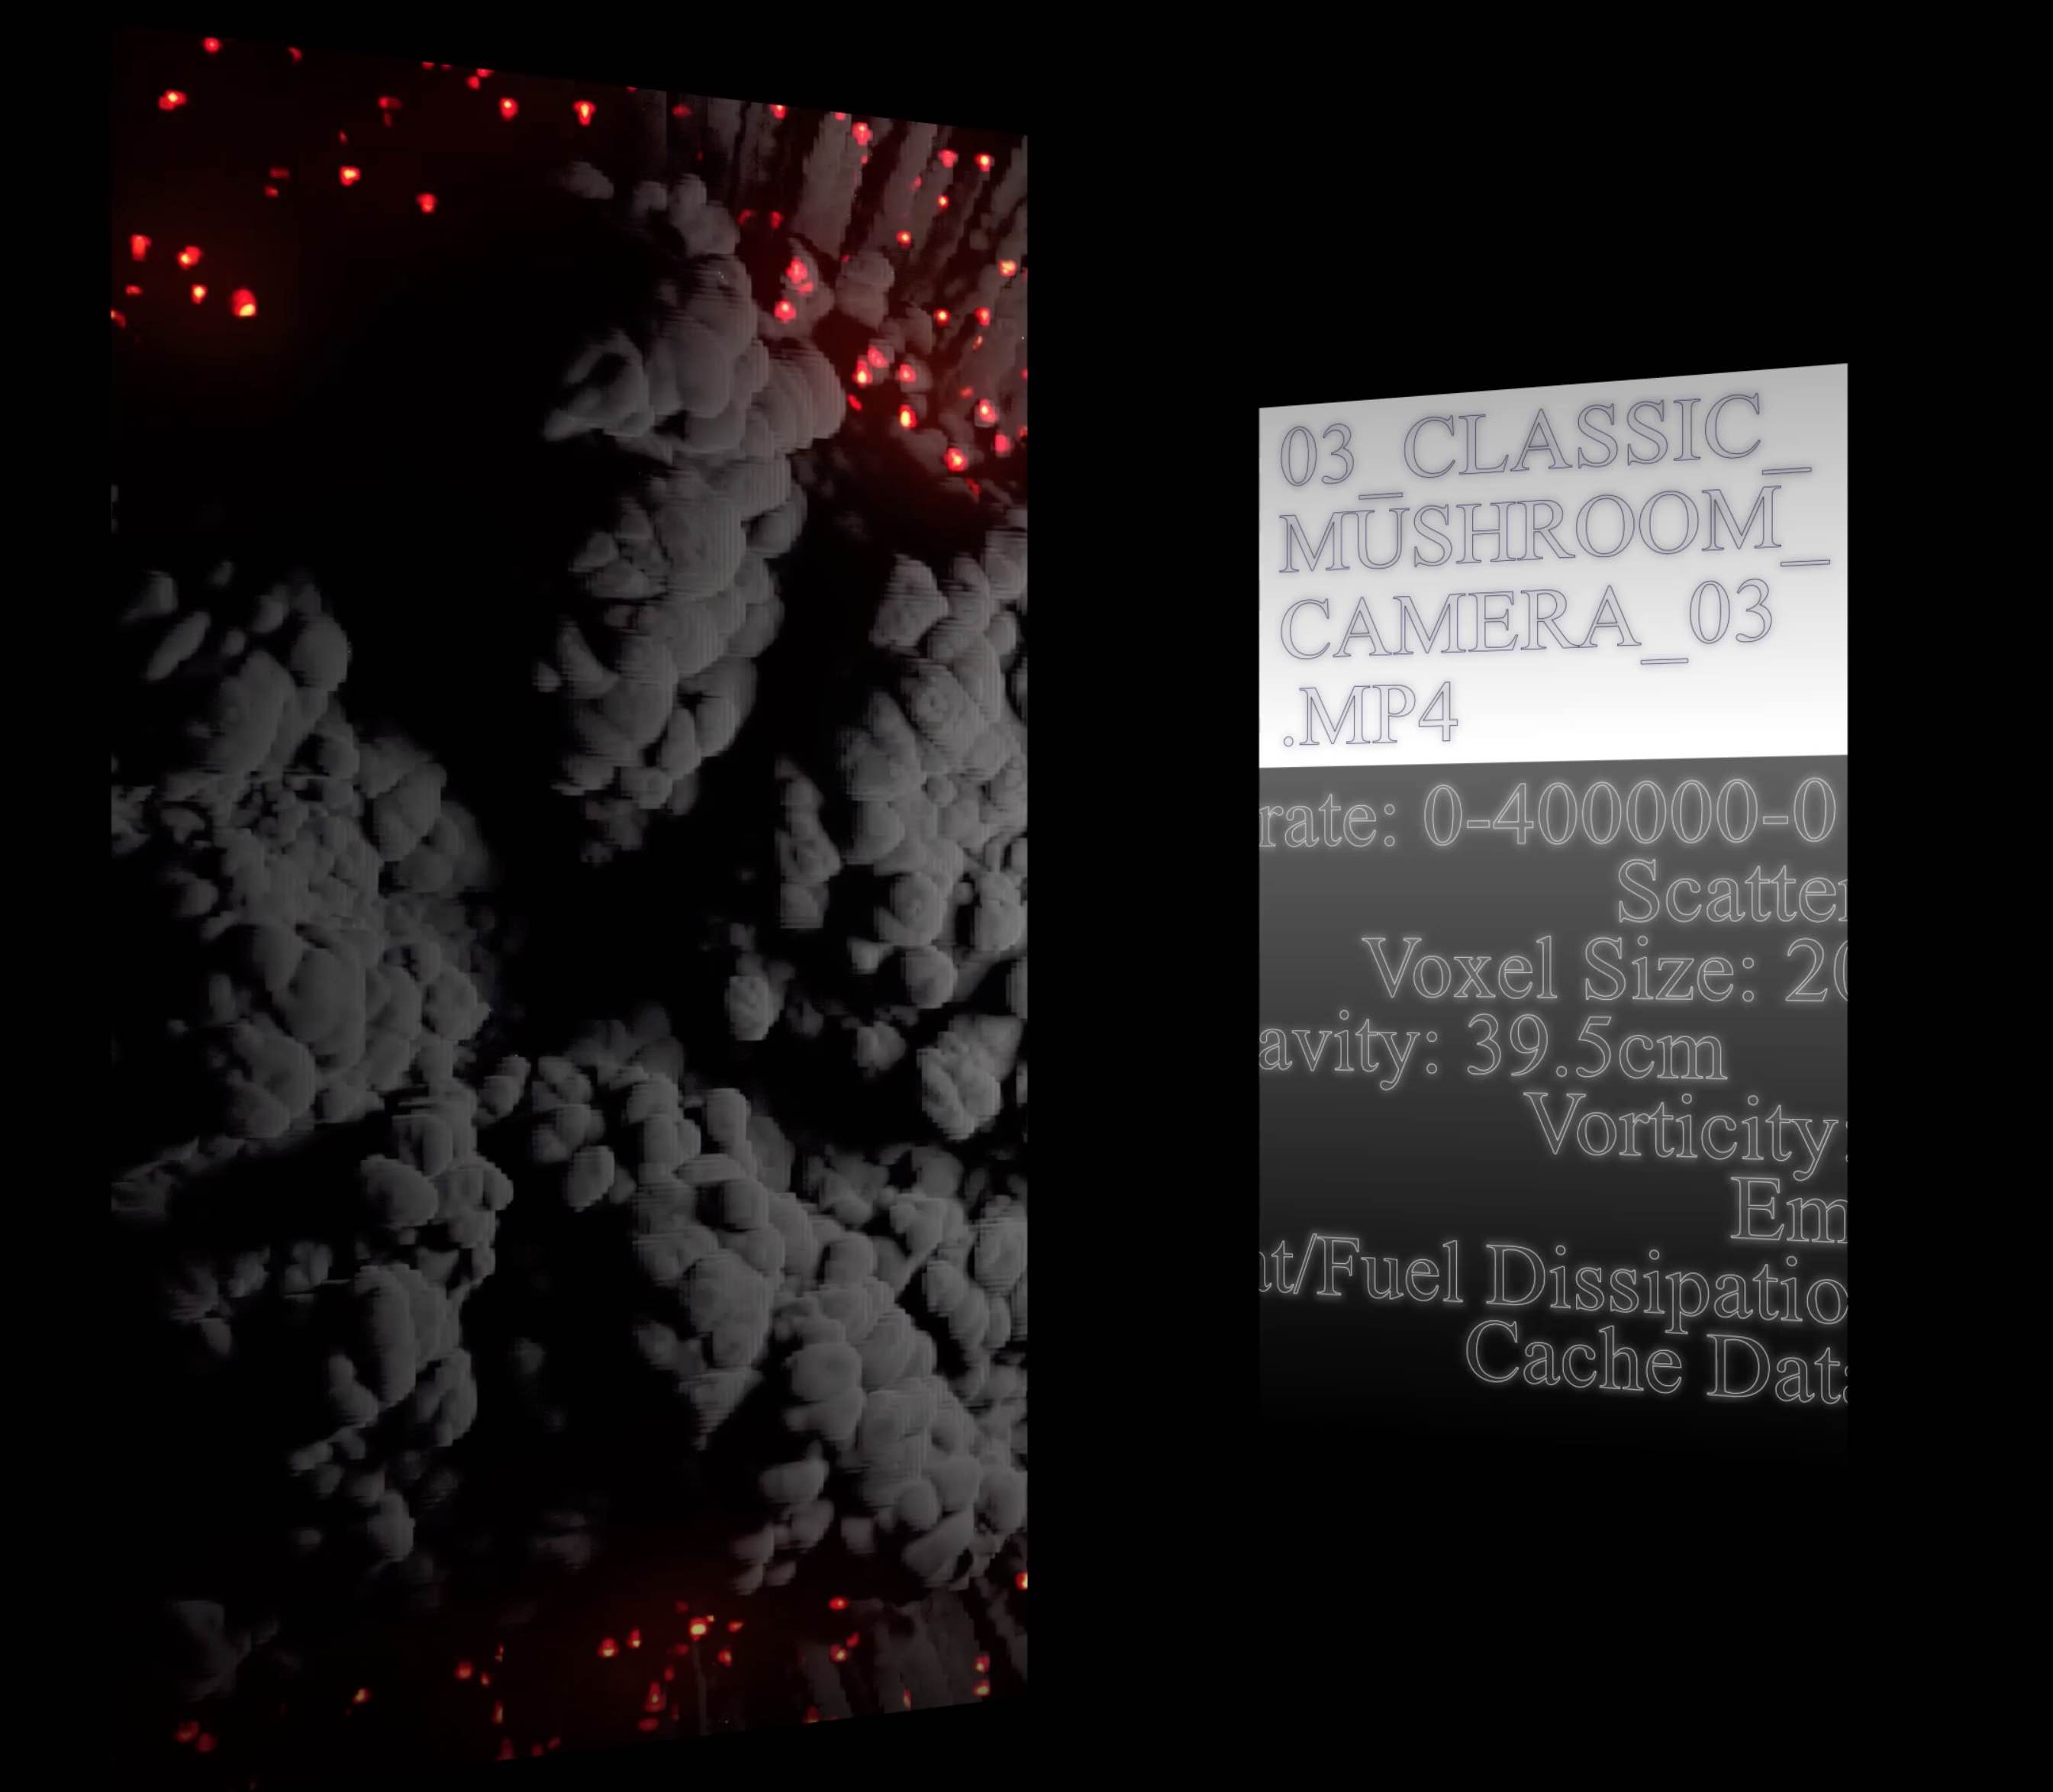 03_CLASSIC_
MUSHROOM_
CAMERA_03
.MP4
rate: 0-400000-0
Scatter
Voxel Size: 20
avity: 39.5cm
Vorticity:
Em
t/Fuel Dissipatio
Cache Data